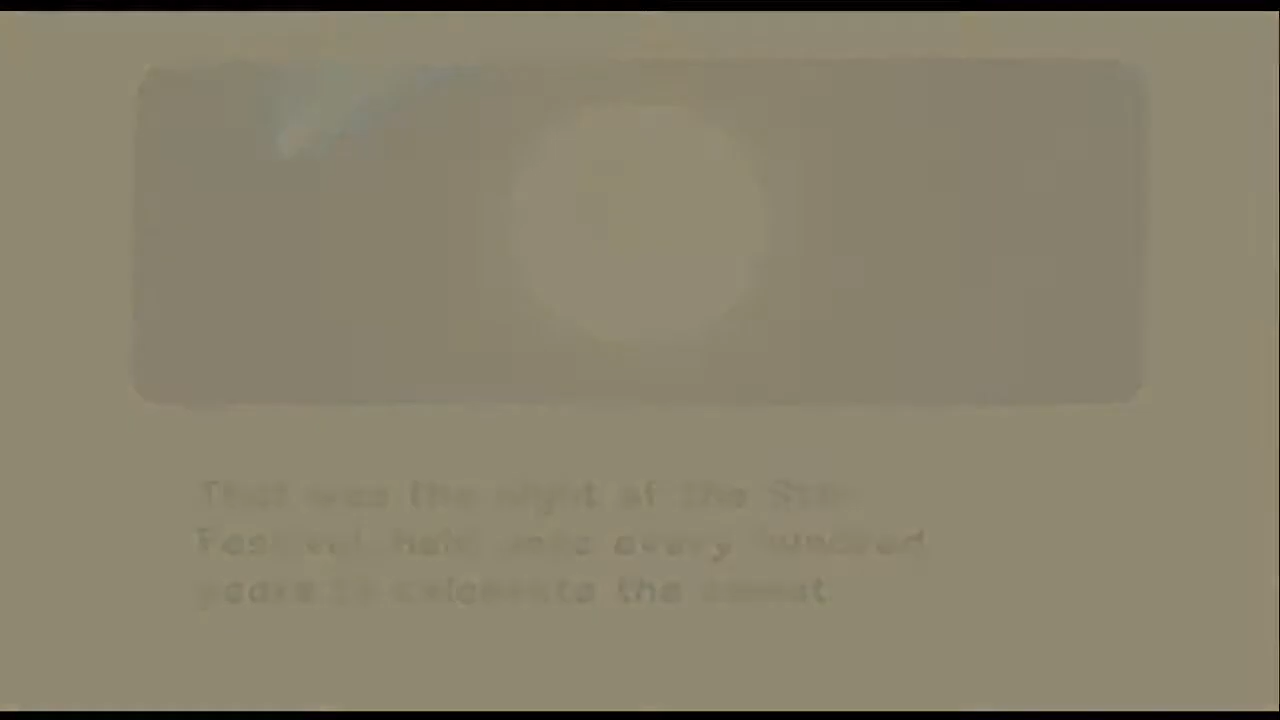 That was the night of the Star
Festival, held once every hundred
years to celebrate the comet